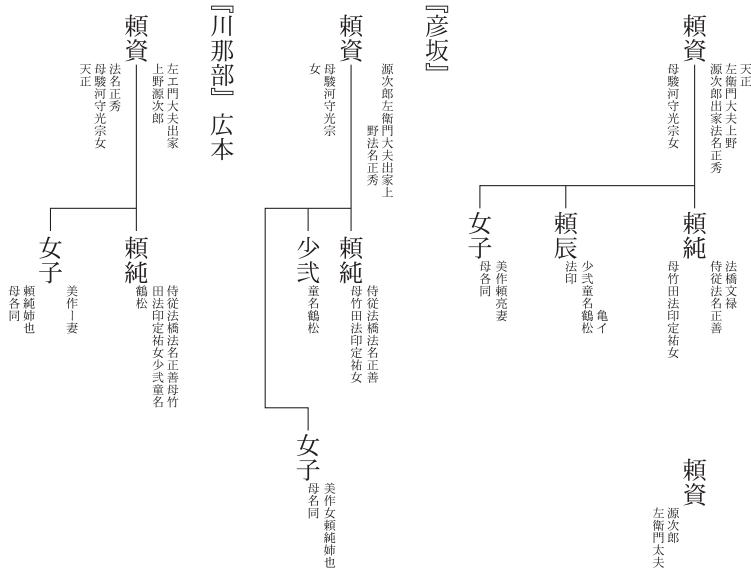 頼資
天正
左衛門大夫上野
源次郎出家法名正秀
母駿河守光宗女
頼純
法橋文禄
侍従法名正善
母竹田法印定祐女
頼辰
亀イ
少弐童名鶴松
法印
女子
美作頼亮妻
母各同
頼資
源次郎
左衛門太夫
『彦坂』
頼資
源次郎左衛門大夫出家上
野法名正秀
母駿河守光宗
女
頼純
侍従法橋法名正善
母竹田法印定祐女
少弐
童名鶴松
女子
美作女頼純姉也
母名同
『川那部』広本
頼資
左エ門大夫出家
上野源次郎
法名正秀
母駿河守光宗女
天正
頼純
侍従法橋法名正善母竹
田法印定祐女少弐童名
鶴松
女子
美作ー妻
頼純姉也
母各同